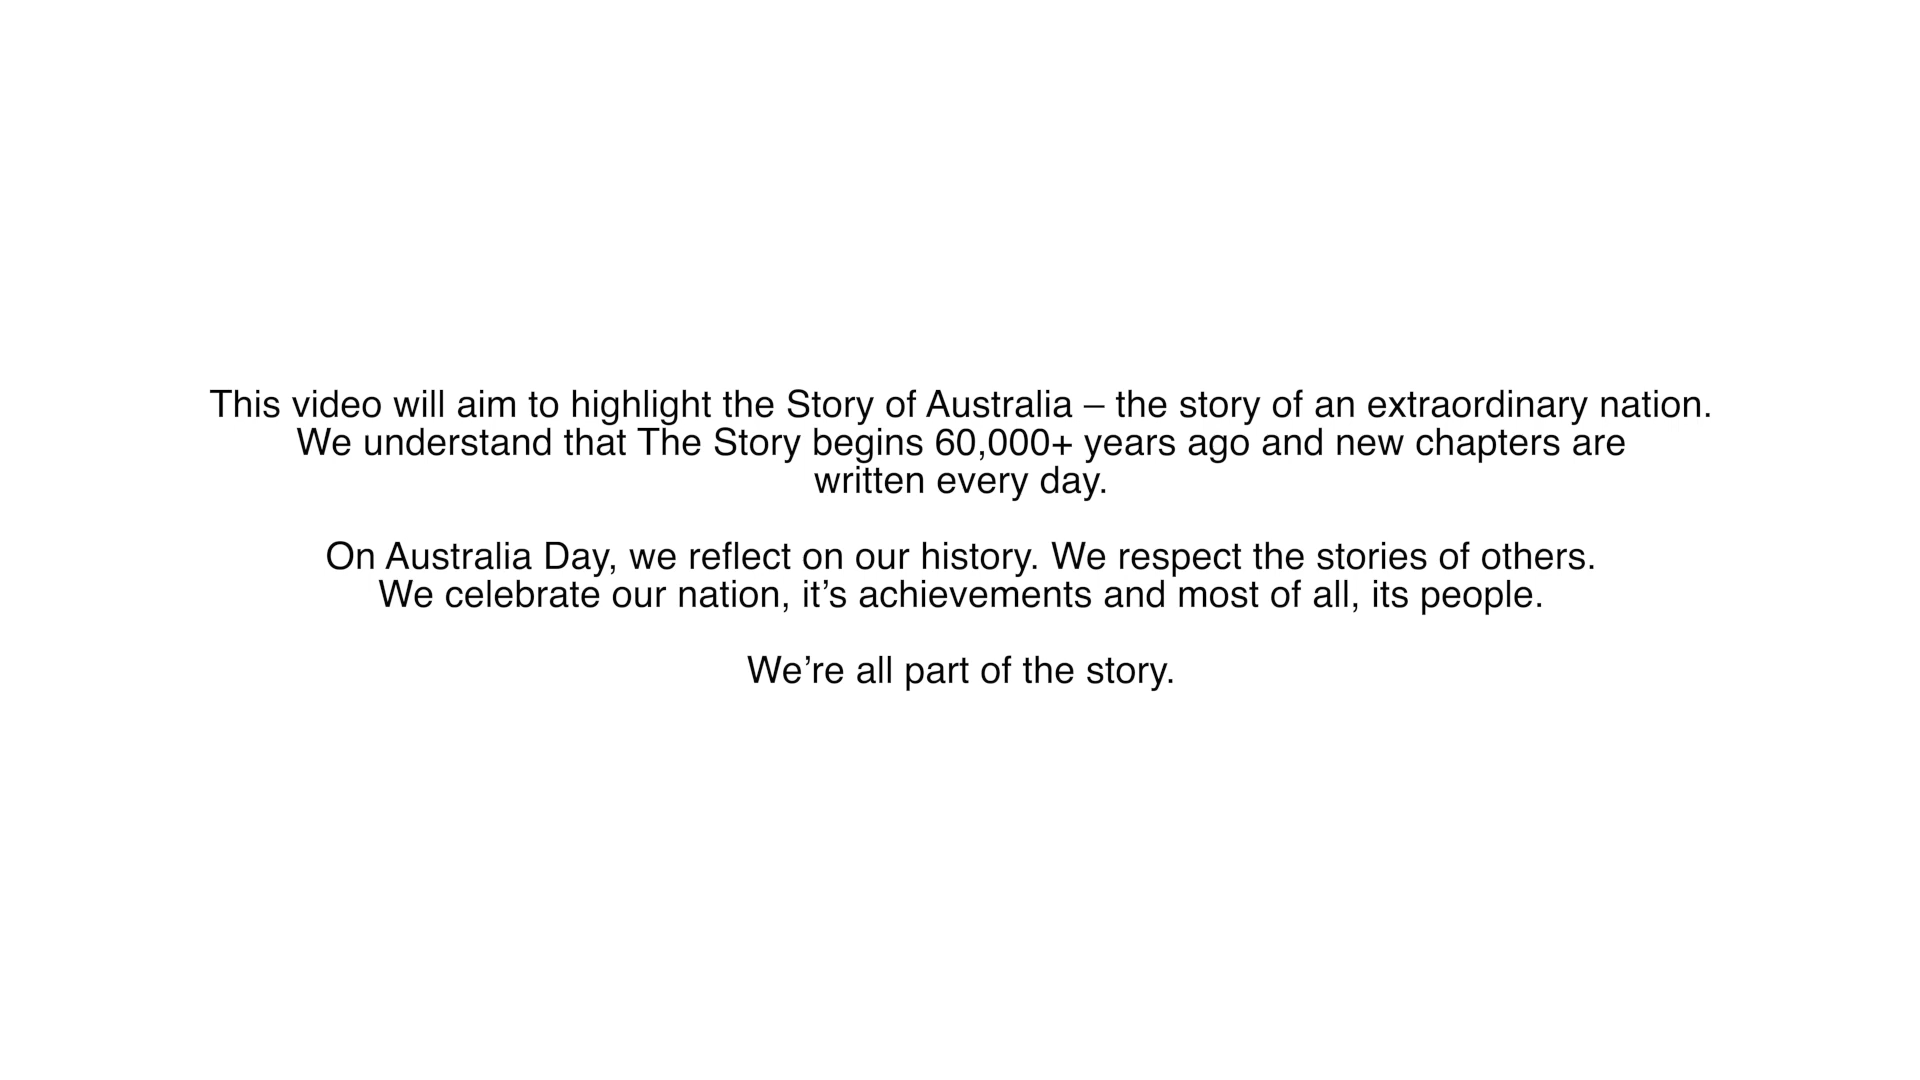 This video will aim to highlight the Story of Australia – the story of an extraordinary nation.
We understand that The Story begins 60,000+ years ago and new chapters are
written every day.
On Australia Day, we reflect on our history. We respect the stories of others.
We celebrate our nation, it’s achievements and most of all, its people.
We’re all part of the story.